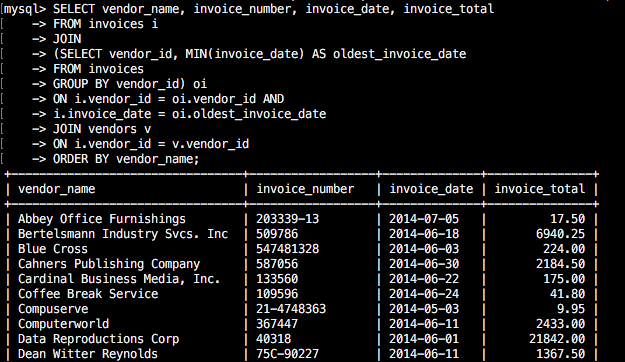 mysql> SELECT vendor_name, invoice_number, invoice_date, invoice_total
-> FROM invoices i
-> JOIN
-> (SELECT vendor_id, MIN(invoice_date) AS oldest_invoice_date
-> FROM invoices
-> GROUP BY vendor_id) oi
-> ON i.vendor_id = oi.vendor_id AND
-> i.invoice_date = oi.oldest_invoice_date
-> JOIN vendors v
-> ON i.vendor_id = v.vendor_id
-> ORDER BY vendor_name;
| vendor_name | invoice_number | invoice_date | invoice_total |
| Abbey Office Furnishings | 203339-13 | 2014-07-05 | 17.50 |
| Bertelsmann Industry Svcs. Inc | 509786 | 2014-06-18 | 6940.25 |
| Blue Cross | 547481328 | 2014-06-03 | 224.00 |
| Cahners Publishing Company | 587056 | 2014-06-30 | 2184.50 |
| Cardinal Business Media, Inc. | 133560 | 2014-06-22 | 175.00 |
| Coffee Break Service | 109596 | 2014-06-24 | 41.80 |
| Compuserve | 21-4748363 | 2014-05-03 | 9.95 |
| Computerworld | 367447 | 2014-06-11 | 2433.00 |
| Data Reproductions Corp | 40318 | 2014-06-01 | 21842.00 |
| Dean Witter Reynolds | 75C-90227 | 2014-06-11 | 1367.50 |